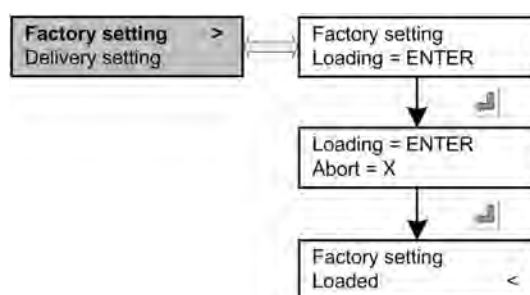 Factory setting >
Delivery setting
Factory setting
Loading = ENTER
Loading = ENTER
Abort = X
Factory setting
Loaded <